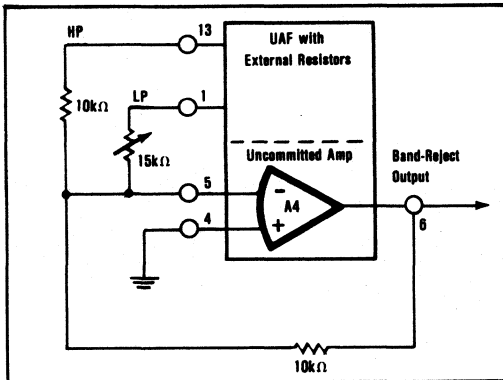 HP
13
UAF with
External Resistors
10kΩ
LP
1
15kΩ
Uncommitted Amp
Band-Reject
Output
5
−
A4
4
+
6
10kΩ